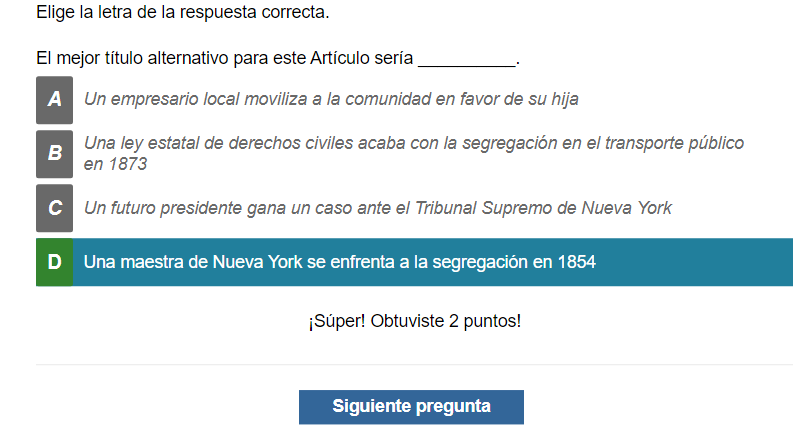 Elige la letra de la respuesta correcta.
El mejor título alternativo para este Artículo sería __________.
A Un empresario local moviliza a la comunidad en favor de su hija
B Una ley estatal de derechos civiles acaba con la segregación en el transporte público
en 1873
C Un futuro presidente gana un caso ante el Tribunal Supremo de Nueva York
D Una maestra de Nueva York se enfrenta a la segregación en 1854
¡Súper! Obtuviste 2 puntos!
Siguiente pregunta